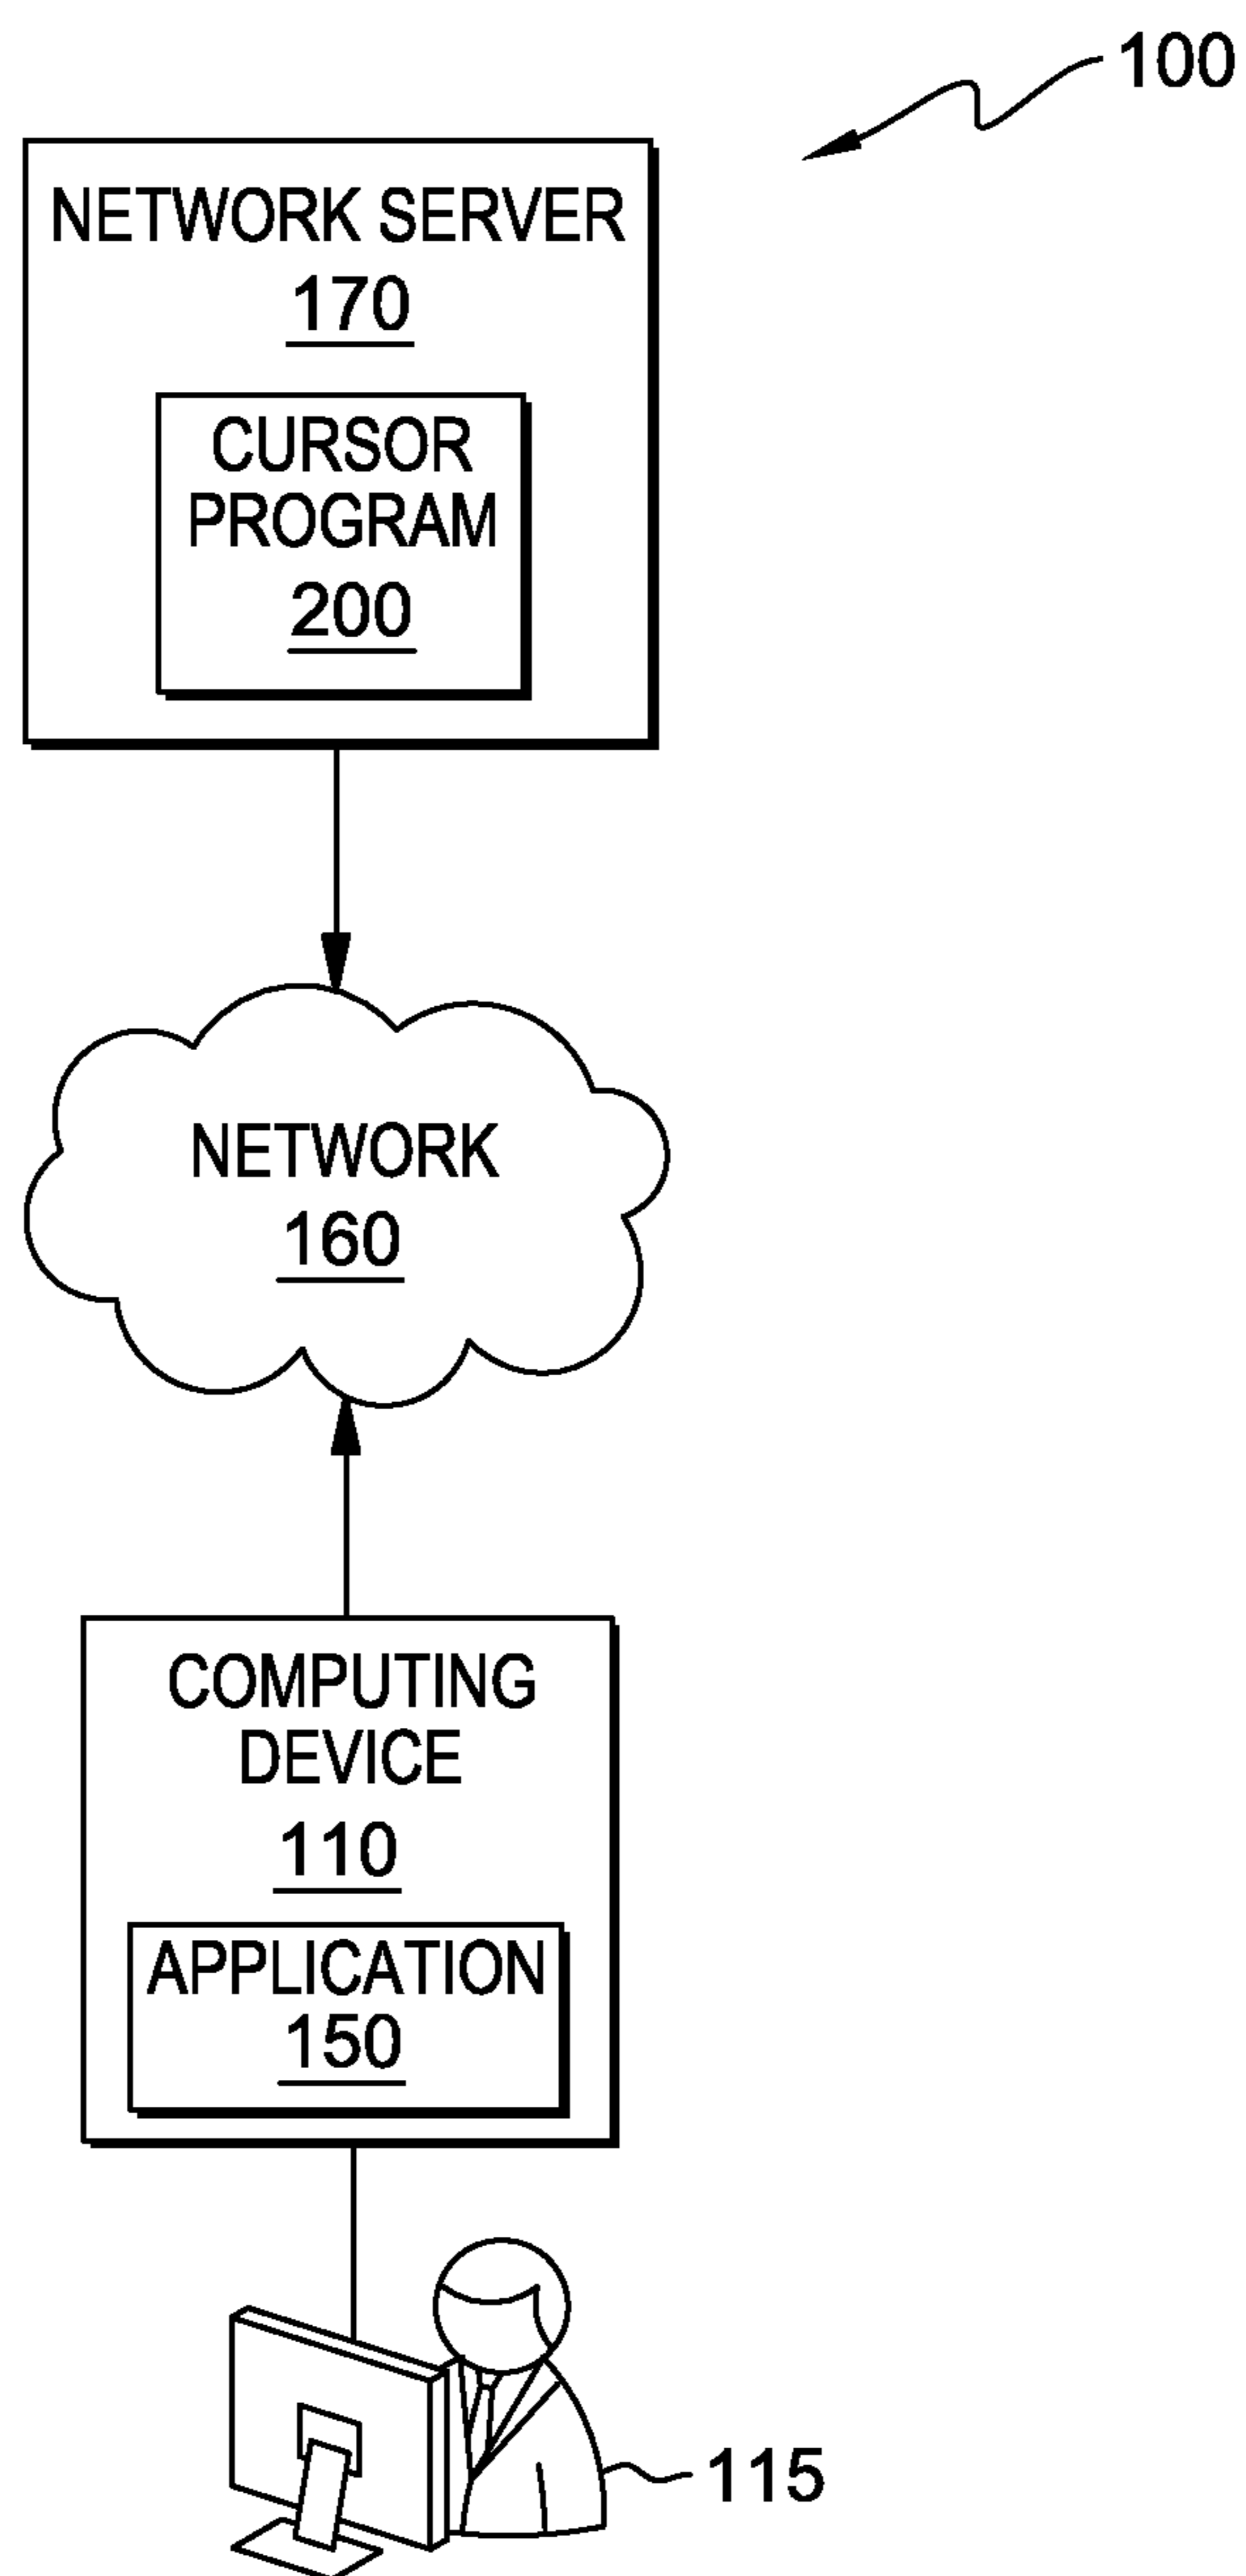 100
NETWORK SERVER
170
CURSOR
PROGRAM
200
NETWORK
160
COMPUTING
DEVICE
110
APPLICATION
150
115